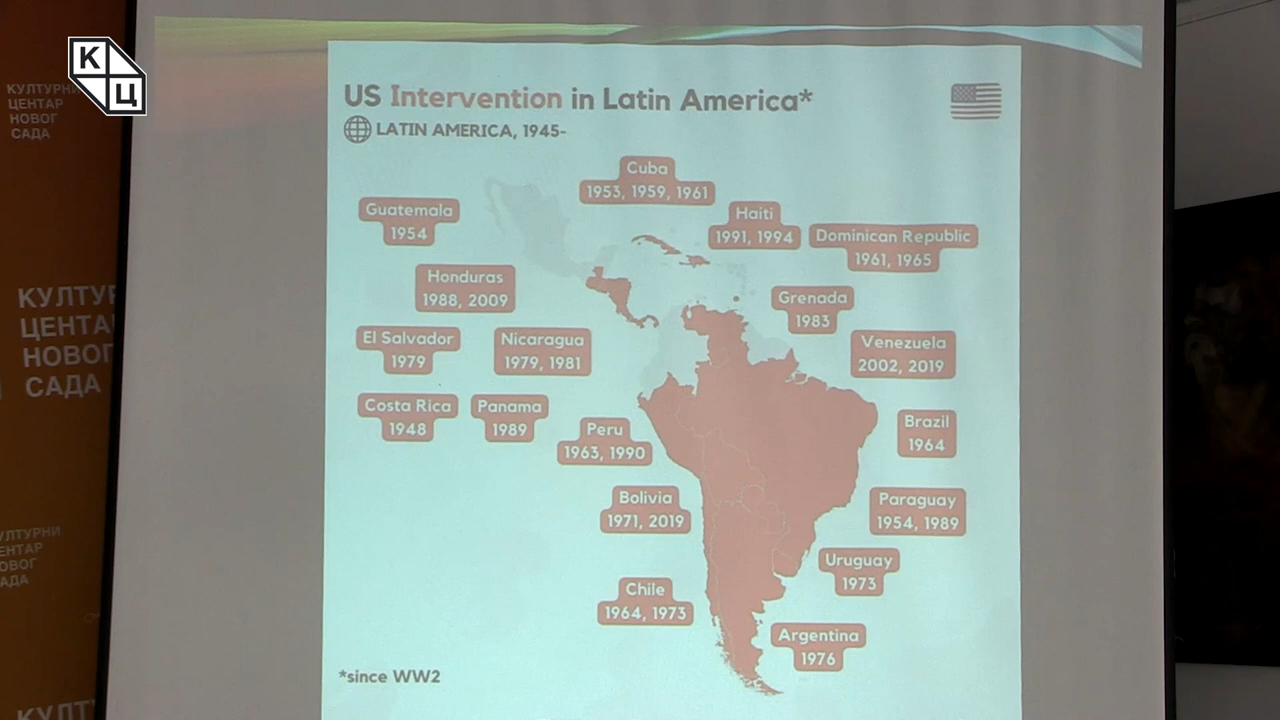 К
Ц
КУЛТУРНИ
ЦЕНТАР
НОВОГ
САДА
НОВОГ
САДА
САДА
US Intervention in Latin America*
LATIN AMERICA, 1945-
Cuba
1953, 1959, 1961
Guatemala
1954
Haiti
1991, 1994
Dominican Republic
1961, 1965
Honduras
1988, 2009
Grenada
1983
El Salvador
1979
Nicaragua
1979, 1981
Venezuela
2002, 2019
Costa Rica
1948
Panama
1989
Peru
1963, 1990
Brazil
1964
Bolivia
1971, 2019
Paraguay
1954, 1989
Uruguay
1973
Chile
1964, 1973
Argentina
1976
*since WW2